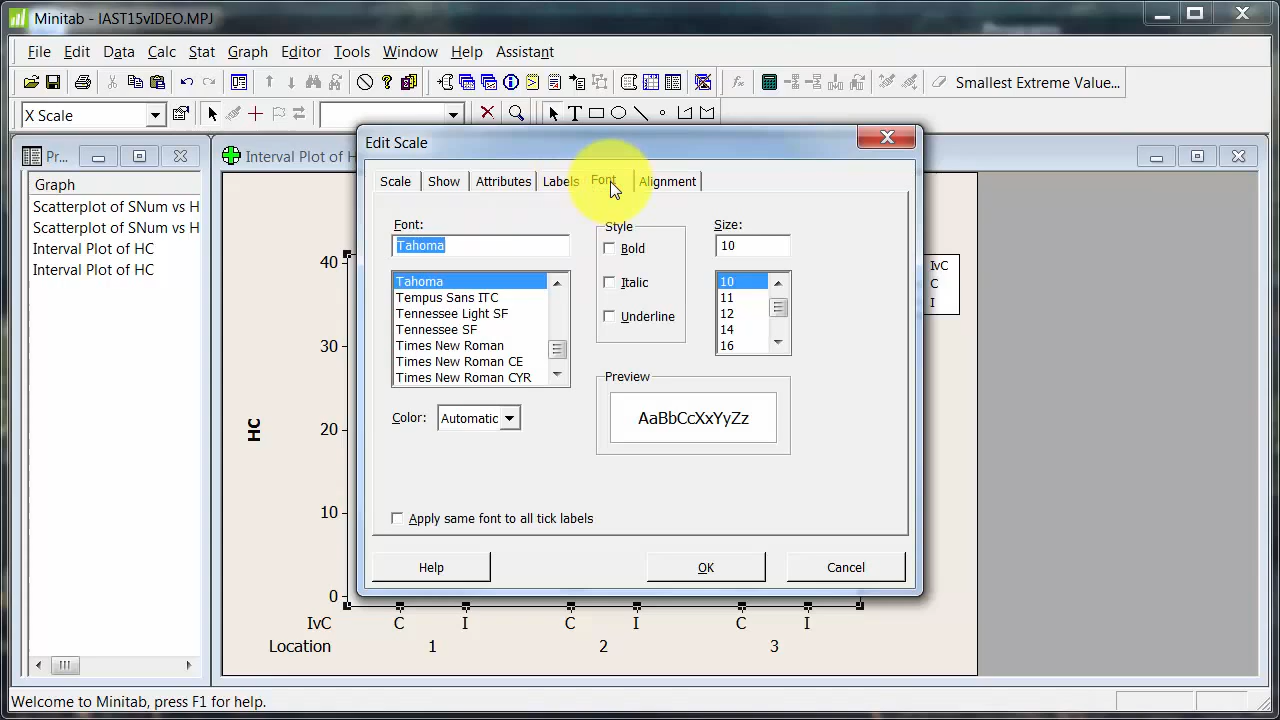 Minitab - IAST15vIDEO.MPJ
File Edit Data Calc Stat Graph Editor Tools Window Help Assistant
Smallest Extreme Value...
X Scale
Pr...
Interval Plot of H
Graph
Scatterplot of SNum vs H
Scatterplot of SNum vs H
Interval Plot of HC
Interval Plot of HC
Edit Scale
Scale Show Attributes Labels Font Alignment
Font:
Tahoma
Tahoma
Tempus Sans ITC
Tennessee Light SF
Tennessee SF
Times New Roman
Times New Roman CE
Times New Roman CYR
Color: Automatic
Style
Bold
Italic
Underline
Size:
10
10
11
12
14
16
Preview
AaBbCcXxYyZz
Apply same font to all tick labels
Help OK Cancel
IvC
C
I
HC
40
30
20
10
0
IvC C I C I C I
Location 1 2 3
Welcome to Minitab, press F1 for help.